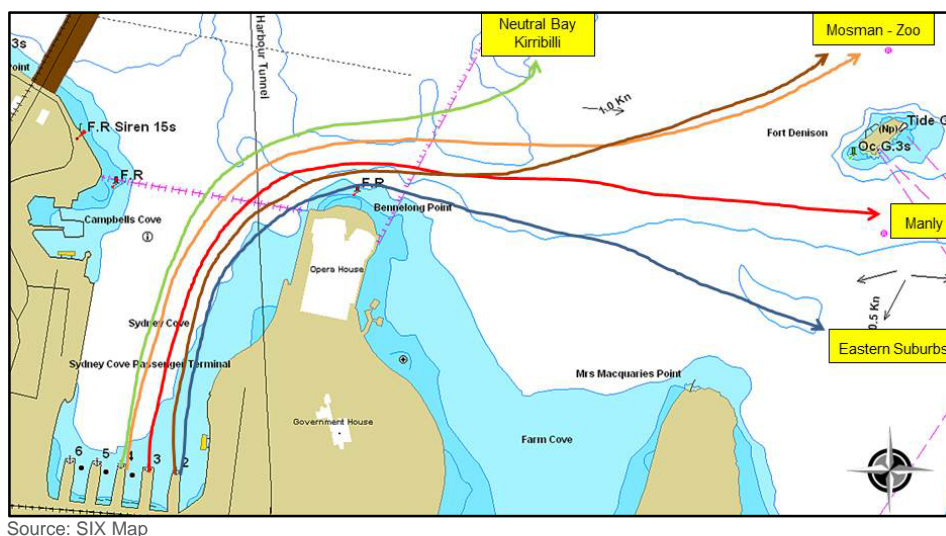 Neutral Bay
Kirribilli
Mosman - Zoo
.3s
Point
Harbour Tunnel
1.0 Kn
F.R Siren 15s
Fort Denison
(Np)
Tide G
Oc.G.3s
F.R
F.R
Campbells Cove
Bennelong Point
Manly
Opera House
Sydney Cove
0.5 Kn
Eastern Suburbs
Sydney Cove Passenger Terminal
Mrs Macquaries Point
Government House
Farm Cove
6
5
4
3
2
Source: SIX Map